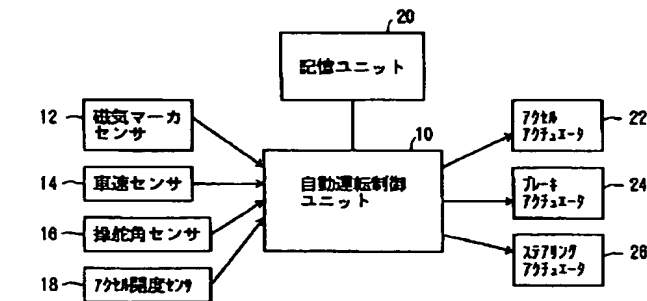 20
記憶ユニット
12
磁気マーカ
センサ
14
車速センサ
16
操舵角センサ
18
アクセル開度センサ
10
自動運転制御
ユニット
アクセル
アクチュエータ
22
ブレーキ
アクチュエータ
24
ステアリング
アクチュエータ
26